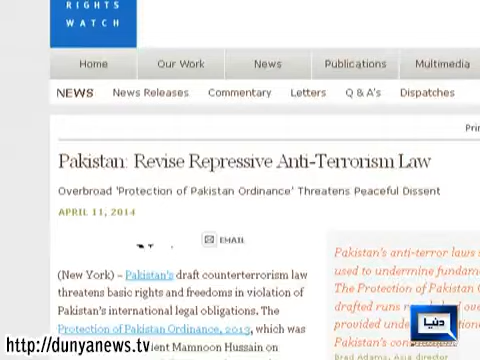 RIGHTS
WATCH
Home Our Work News Publications Multimedia
NEWS News Releases Commentary Letters Q & A's Dispatches
Pakistan: Revise Repressive Anti-Terrorism Law
Overbroad 'Protection of Pakistan Ordinance' Threatens Peaceful Dissent
APRIL 11, 2014
EMAIL
(New York) – Pakistan's draft counterterrorism law
threatens basic rights and freedoms in violation of
Pakistan's international legal obligations. The
Protection of Pakistan Ordinance, 2013, which was
Mamnoon Hussain on
Pakistan's anti-terror laws
used to undermine
The Protection of Pakistan
drafted runs
provided under
Pakistan's
Brad Adams, Asia director
دنیا
http://dunyanews.tv